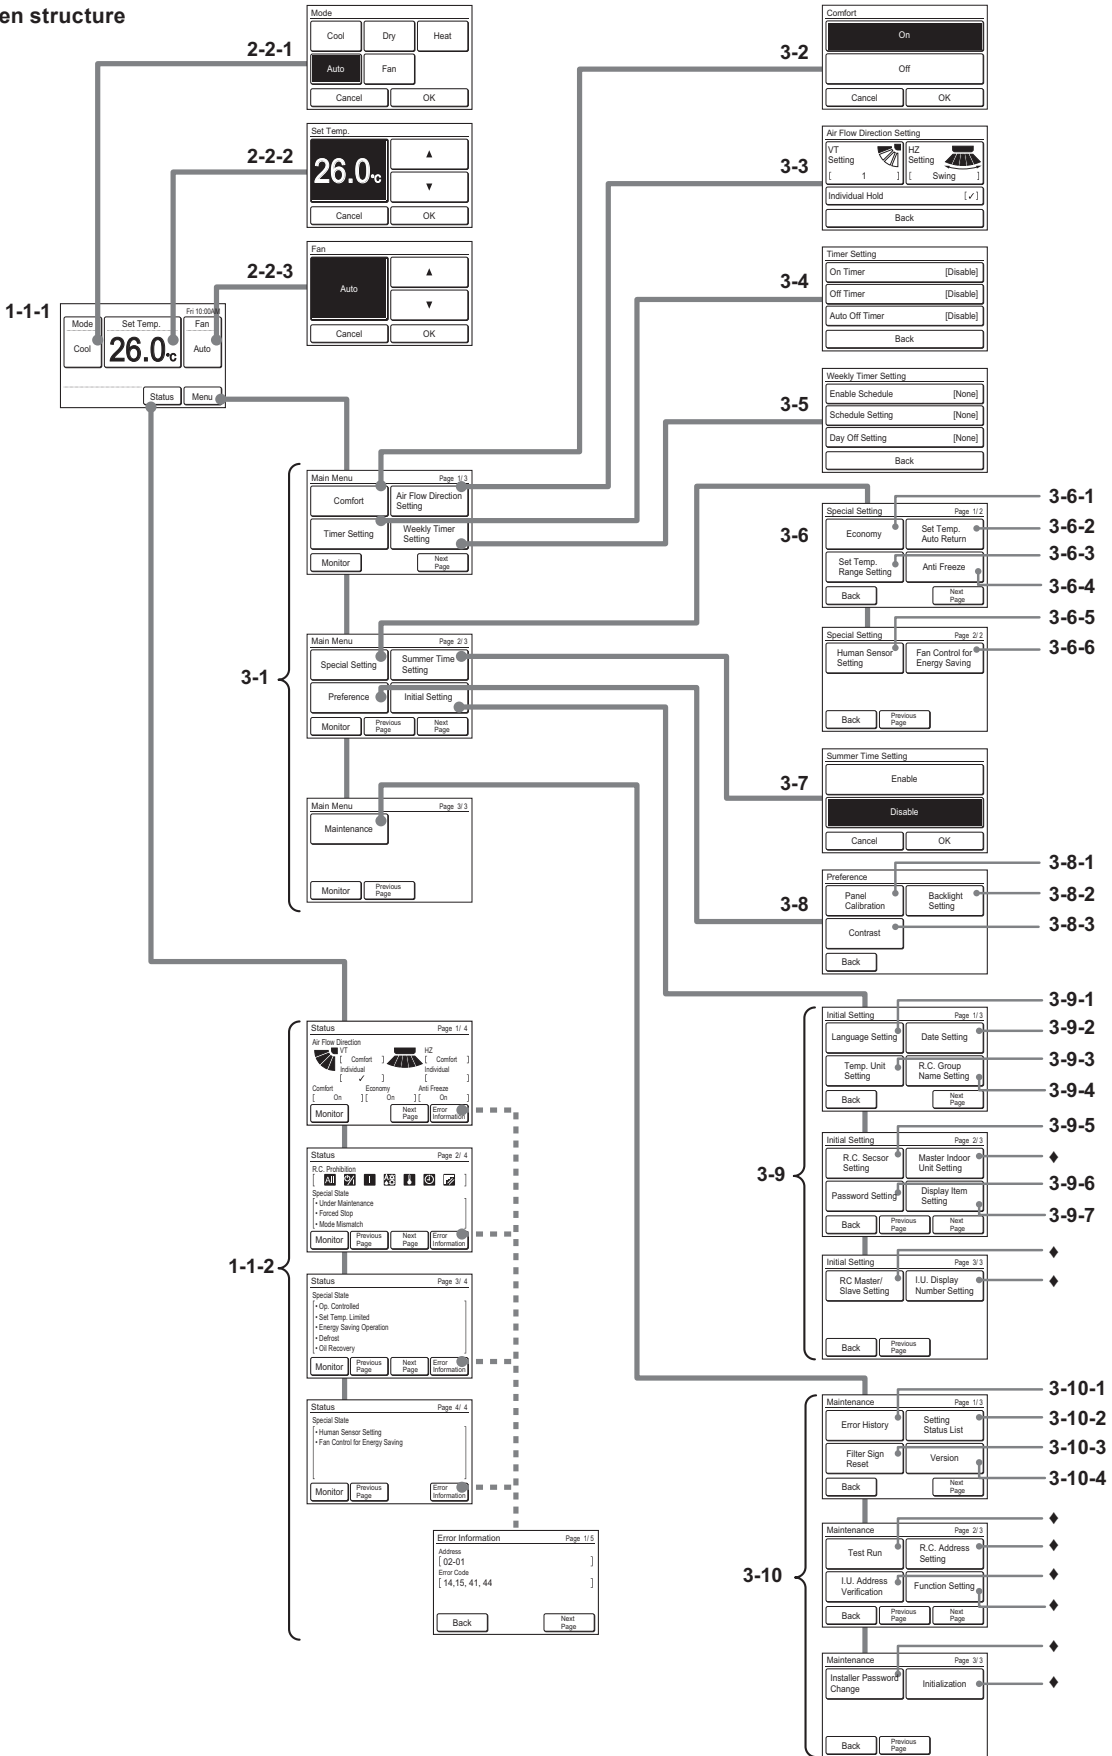 en structure
Mode
Cool
Dry
Heat
Auto
Fan
Cancel
OK
2-2-1
Set Temp.
26.0°C
▲
▼
Cancel
OK
2-2-2
Fan
Auto
▲
▼
Cancel
OK
2-2-3
1-1-1
Fri 10:00AM
Mode
Set Temp.
Fan
Cool
26.0°C
Auto
Status
Menu
3-1
Main Menu
Page 1/3
Comfort
Air Flow Direction
Setting
Timer Setting
Weekly Timer
Setting
Monitor
Next
Page
Main Menu
Page 2/3
Special Setting
Summer Time
Setting
Preference
Initial Setting
Monitor
Previous
Page
Next
Page
Main Menu
Page 3/3
Maintenance
Monitor
Previous
Page
1-1-2
Status
Page 1/ 4
Air Flow Direction
VT
[ Comfort ]
Individual
[ ✓ ]
HZ
[ Comfort ]
Individual
[ ]
Comfort
Economy
Anti Freeze
[ On ] [ On ] [ On ]
Monitor
Next
Page
Error
Information
Status
Page 2/ 4
R.C. Prohibition
[ All ]
Special State
• Under Maintenance
• Forced Stop
• Mode Mismatch
Monitor
Previous
Page
Next
Page
Error
Information
Status
Page 3/ 4
Special State
• Op. Controlled
• Set Temp. Limited
• Energy Saving Operation
• Defrost
• Oil Recovery
Monitor
Previous
Page
Next
Page
Error
Information
Status
Page 4/ 4
Special State
• Human Sensor Setting
• Fan Control for Energy Saving
Monitor
Previous
Page
Error
Information
Error Information
Page 1/5
Address
[ 02-01 ]
Error Code
[ 14,15, 41, 44 ]
Back
Next
Page
3-2
Comfort
On
Off
Cancel
OK
3-3
Air Flow Direction Setting
VT
Setting
[ 1 ]
HZ
Setting
[ Swing ]
Individual Hold
[✓]
Back
3-4
Timer Setting
On Timer [Disable]
Off Timer [Disable]
Auto Off Timer [Disable]
Back
3-5
Weekly Timer Setting
Enable Schedule [None]
Schedule Setting [None]
Day Off Setting [None]
Back
3-6
Special Setting
Page 1/2
Economy
Set Temp.
Auto Return
Set Temp.
Range Setting
Anti Freeze
Back
Next
Page
3-6-1
3-6-2
3-6-3
3-6-4
Special Setting
Page 2/2
Human Sensor
Setting
Fan Control for
Energy Saving
Back
Previous
Page
3-6-5
3-6-6
3-7
Summer Time Setting
Enable
Disable
Cancel
OK
3-8
Preference
Panel
Calibration
Backlight
Setting
Contrast
Back
3-8-1
3-8-2
3-8-3
3-9
Initial Setting
Page 1/3
Language Setting
Date Setting
Temp. Unit
Setting
R.C. Group
Name Setting
Back
Next
Page
3-9-1
3-9-2
3-9-3
3-9-4
Initial Setting
Page 2/3
R.C. Secsor
Setting
Master Indoor
Unit Setting
Password Setting
Display Item
Setting
Back
Previous
Page
Next
Page
3-9-5
♦
3-9-6
3-9-7
Initial Setting
Page 3/3
RC Master/
Slave Setting
I.U. Display
Number Setting
Back
Previous
Page
♦
♦
3-10
Maintenance
Page 1/3
Error History
Setting
Status List
Filter Sign
Reset
Version
Back
Next
Page
3-10-1
3-10-2
3-10-3
3-10-4
Maintenance
Page 2/3
Test Run
R.C. Address
Setting
I.U. Address
Verification
Function Setting
Back
Previous
Page
Next
Page
♦
♦
♦
♦
Maintenance
Page 3/3
Installer Password
Change
Initialization
Back
Previous
Page
♦
♦